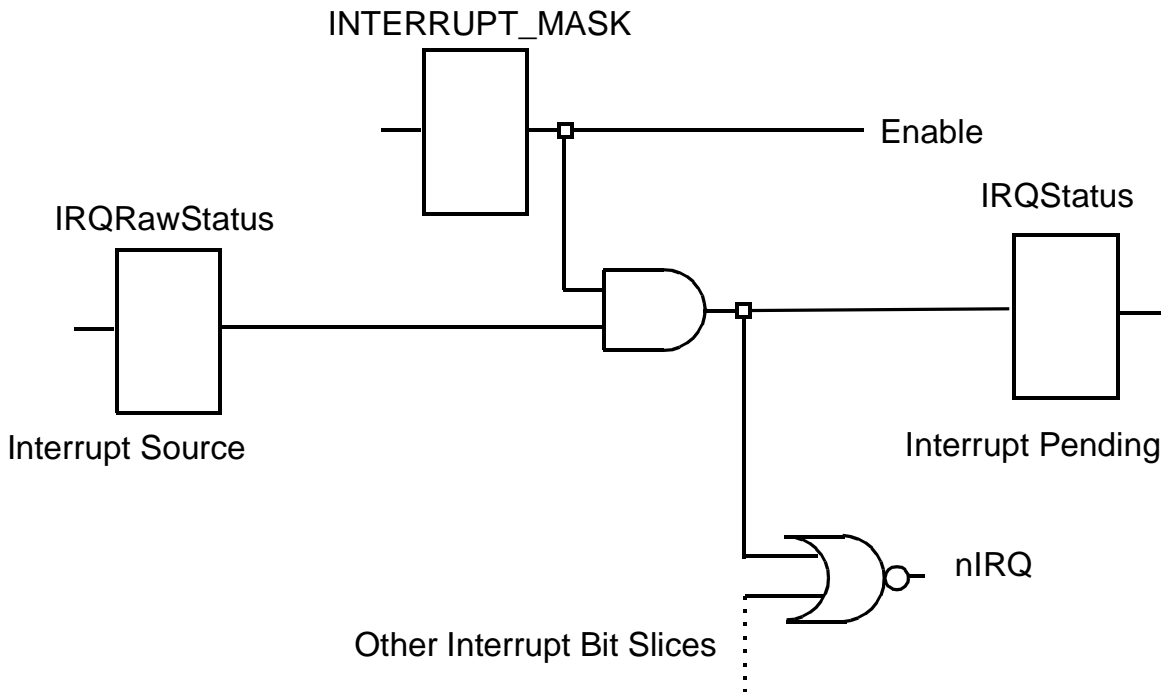 INTERRUPT_MASK
Enable
IRQStatus
IRQRawStatus
Interrupt Source
Interrupt Pending
nIRQ
Other Interrupt Bit Slices